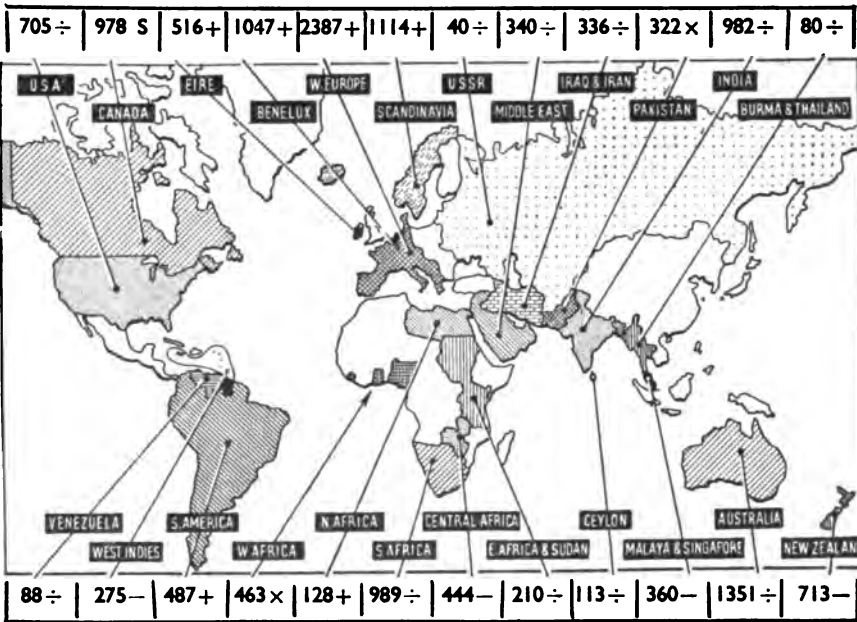 705÷ 978 S 516+ 1047+ 2387+ 1114+ 40÷ 340÷ 336÷ 322× 982÷ 80÷
USA EIRE W.EUROPE USSR IRAQ & IRAN INDIA
CANADA BENELUX SCANDINAVIA MIDDLE EAST PAKISTAN BURMA & THAILAND
VENEZUELA S.AMERICA N.AFRICA CENTRAL AFRICA CEYLON AUSTRALIA
WEST INDIES W.AFRICA S.AFRICA E.AFRICA & SUDAN MALAYA & SINGAPORE NEW ZEALAN
88÷ 275− 487+ 463× 128+ 989÷ 444− 210÷ 113÷ 360− 1351÷ 713−